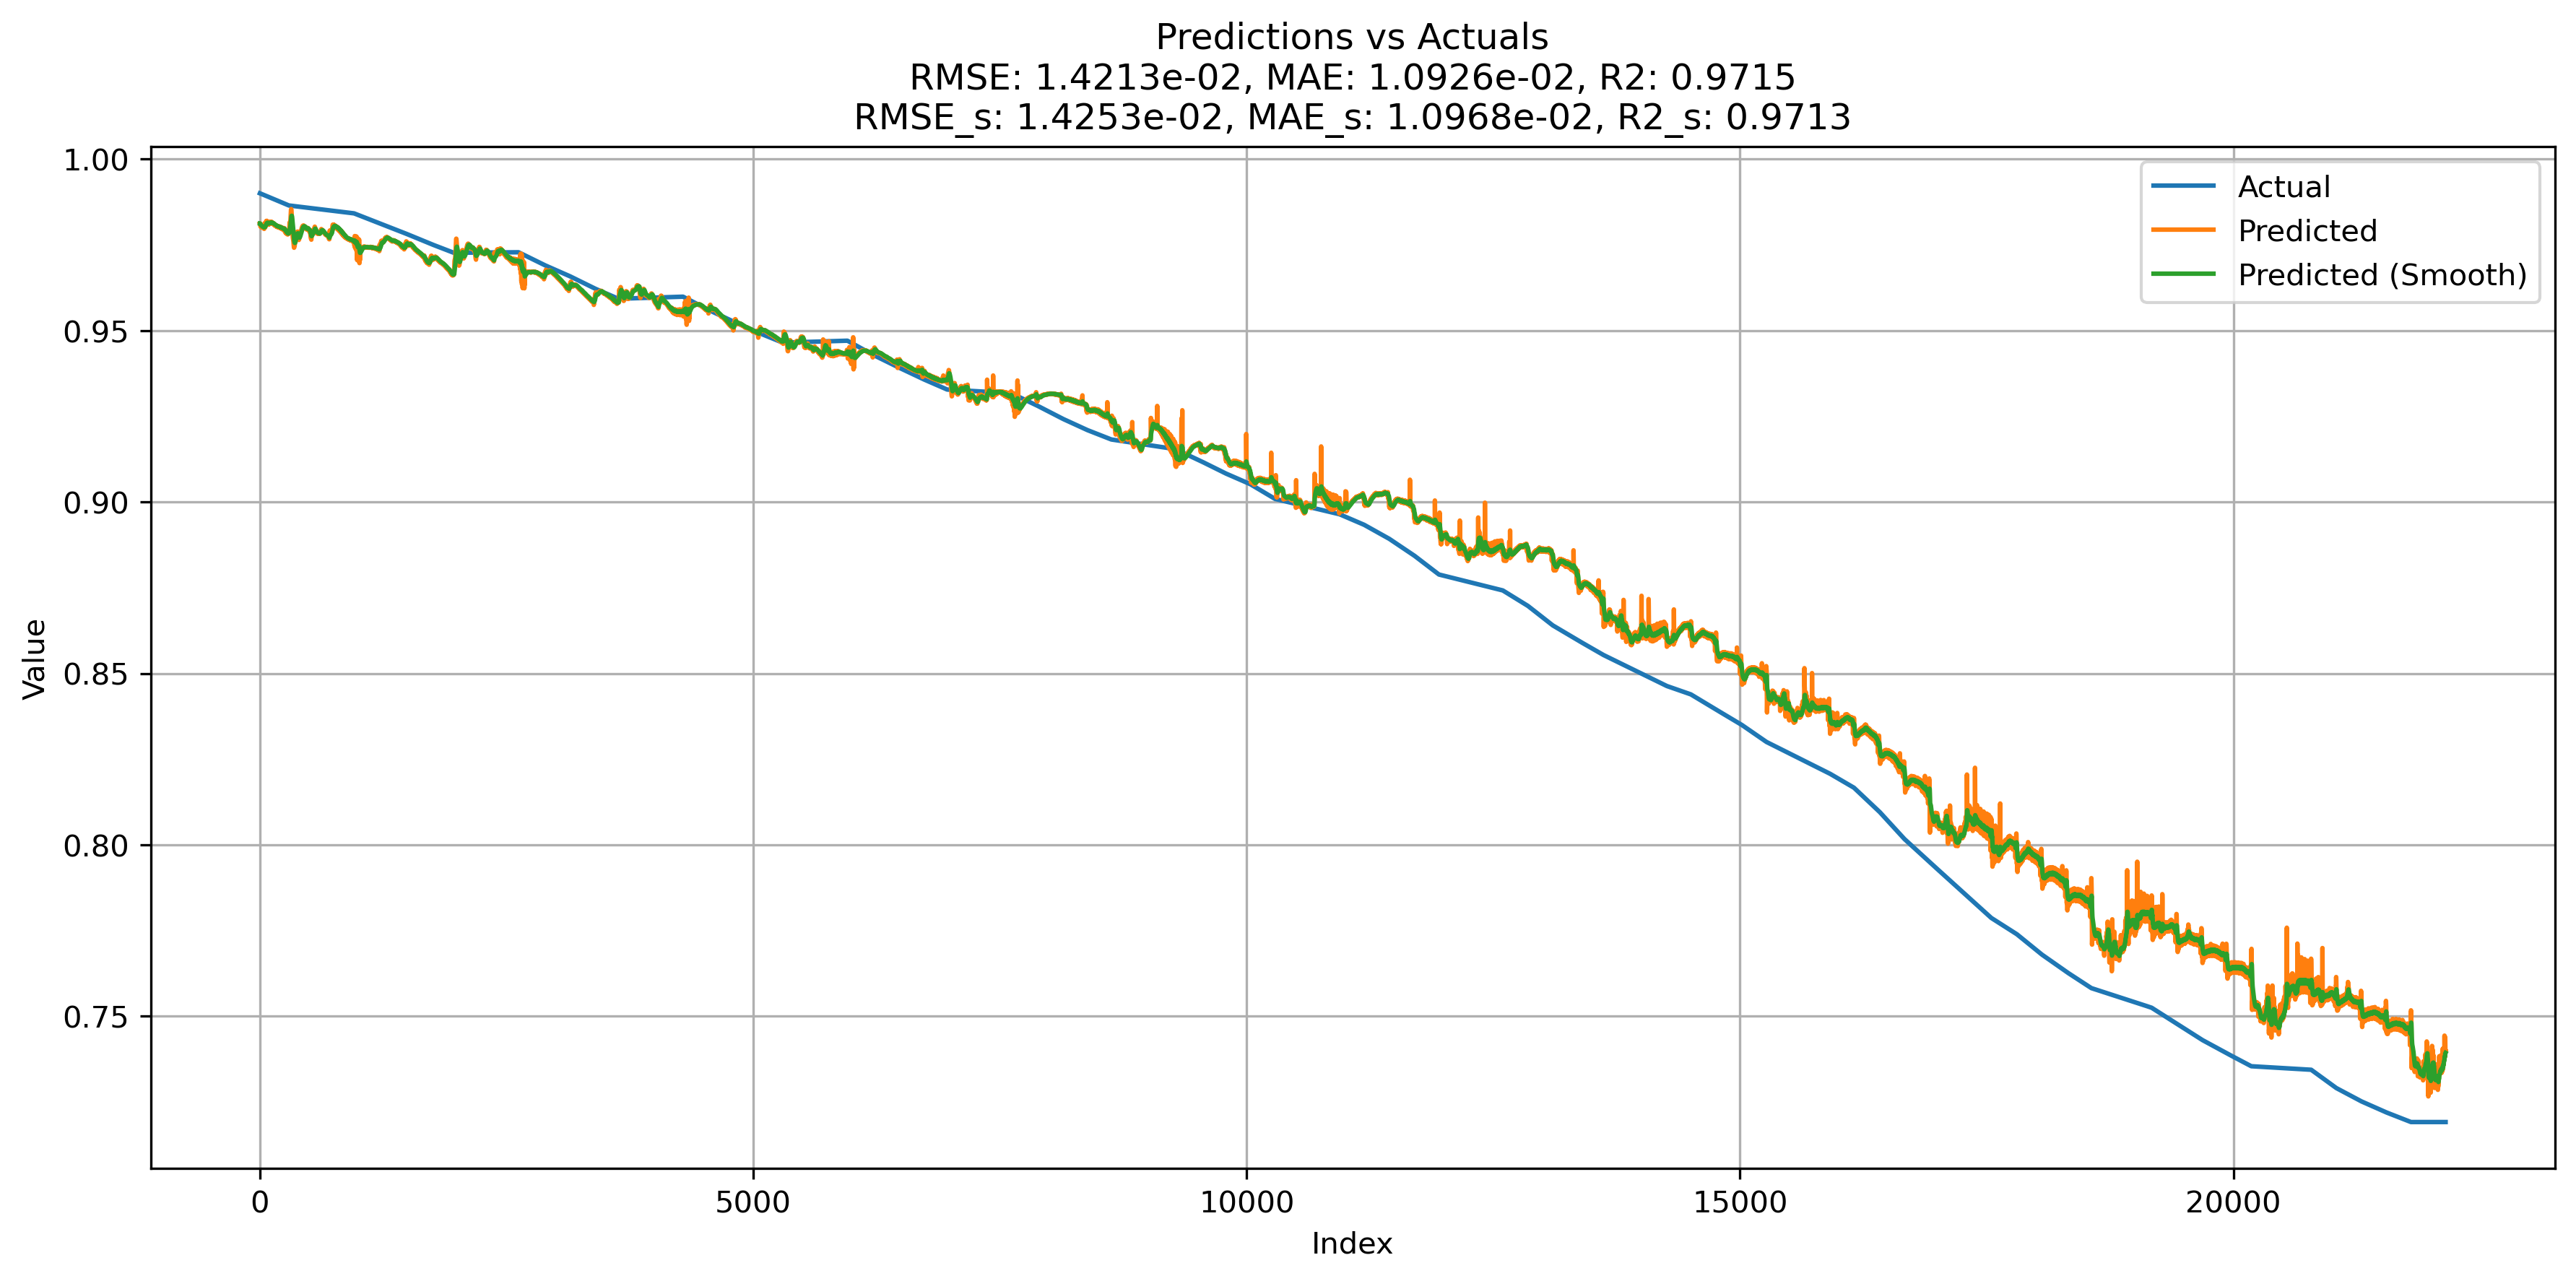 Predictions vs Actuals
RMSE: 1.4213e-02, MAE: 1.0926e-02, R2: 0.9715
RMSE_s: 1.4253e-02, MAE_s: 1.0968e-02, R2_s: 0.9713
Actual
Predicted
Predicted (Smooth)
Value
1.00
0.95
0.90
0.85
0.80
0.75
0
5000
10000
15000
20000
Index